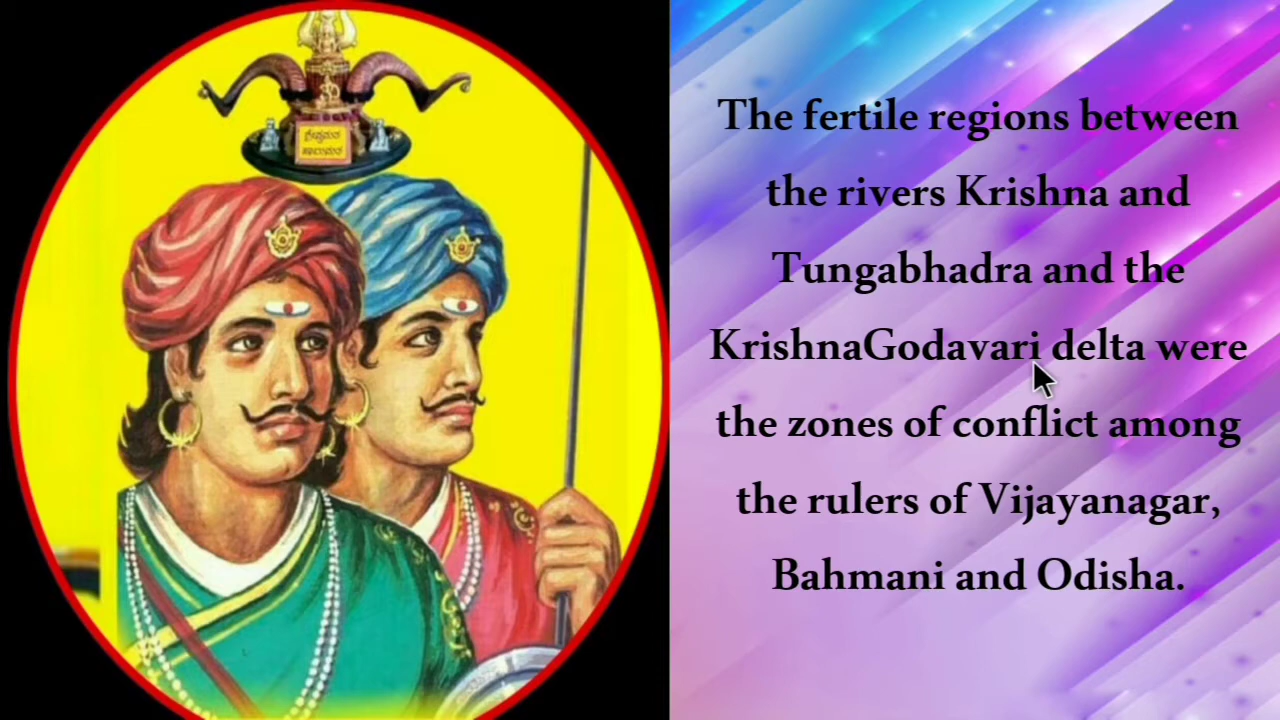 The fertile regions between
the rivers Krishna and
Tungabhadra and the
KrishnaGodavari delta were
the zones of conflict among
the rulers of Vijayanagar,
Bahmani and Odisha.